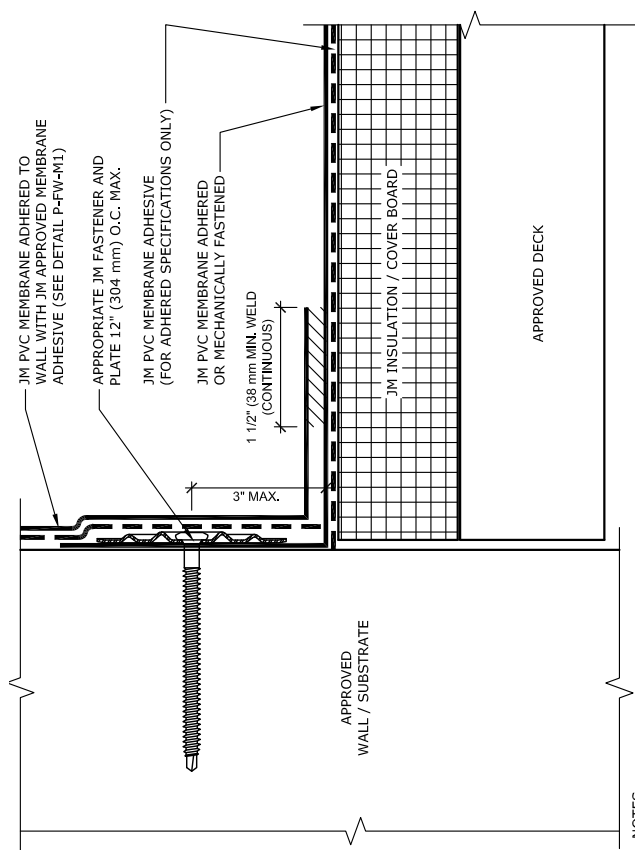 JM PVC MEMBRANE ADHERED TO
WALL WITH JM APPROVED MEMBRANE
ADHESIVE (SEE DETAIL P-FW-M1)
APPROPRIATE JM FASTENER AND
PLATE 12" (304 mm) O.C. MAX.
JM PVC MEMBRANE ADHESIVE
(FOR ADHERED SPECIFICATIONS ONLY)
JM PVC MEMBRANE ADHERED
OR MECHANICALLY FASTENED
1 1/2" (38 mm MIN. WELD
(CONTINUOUS)
3" MAX.
JM INSULATION / COVER BOARD
APPROVED DECK
APPROVED
WALL / SUBSTRATE
NOTES